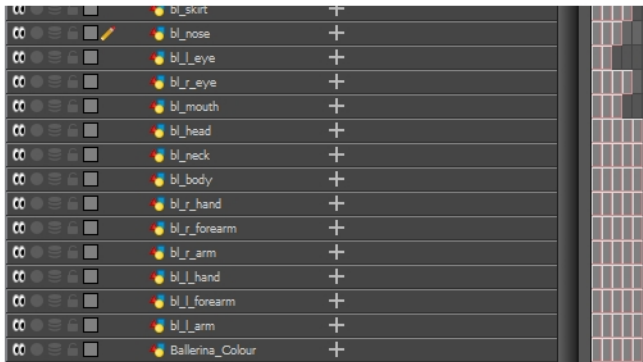 bl_skirt
bl_nose
bl_l_eye
bl_r_eye
bl_mouth
bl_head
bl_neck
bl_body
bl_r_hand
bl_r_forearm
bl_r_arm
bl_l_hand
bl_l_forearm
bl_l_arm
Ballerina_Colour